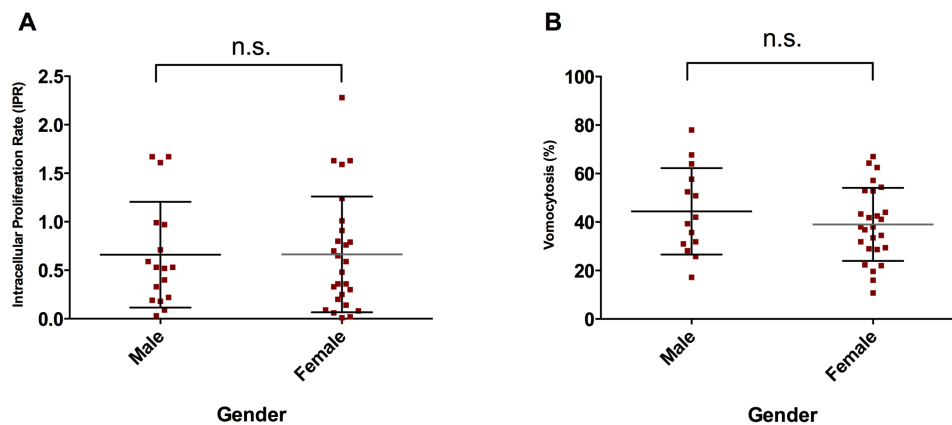 A
n.s.
Intracellular Proliferation Rate (IPR)
2.5
2.0
1.5
1.0
0.5
0.0
Male
Female
Gender
B
n.s.
Vomocytosis (%)
100
80
60
40
20
0
Male
Female
Gender